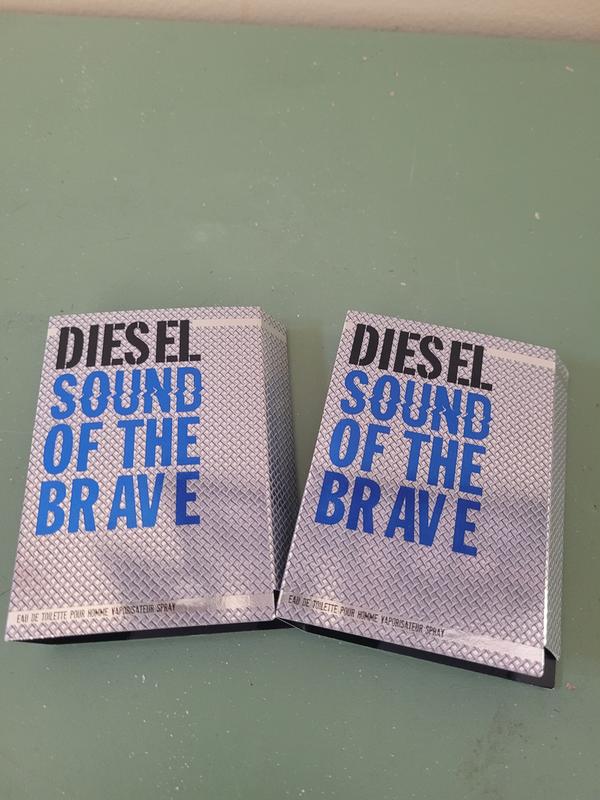 DIESEL
SOUND
OF THE
BRAVE
EAU DE TOILETTE POUR HOMME VAPORISATEUR SPRAY
DIESEL
SOUND
OF THE
BRAVE
EAU DE TOILETTE POUR HOMME VAPORISATEUR SPRAY